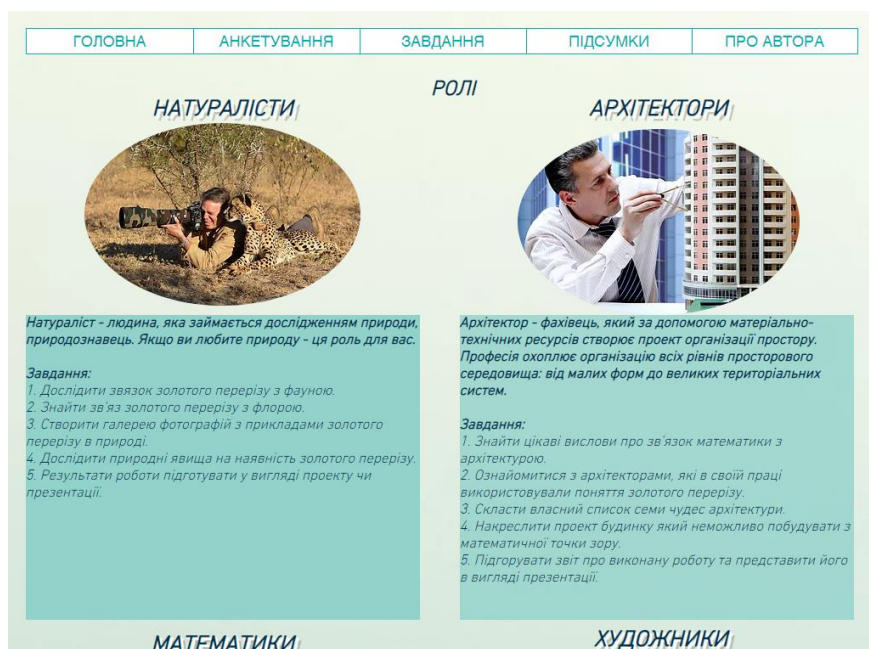 ГОЛОВНА
АНКЕТУВАННЯ
ЗАВДАННЯ
ПІДСУМКИ
ПРО АВТОРА
РОЛІ
НАТУРАЛІСТИ
Натураліст - людина, яка займається дослідженням природи,
природознавець. Якщо ви любите природу - ця роль для вас.
Завдання:
1. Дослідити звязок золотого перерізу з фауною.
2. Знайти зв'яз золотого перерізу з флорою.
3. Створити галерею фотографій з прикладами золотого
перерізу в природі.
4. Дослідити природні явища на наявність золотого перерізу.
5. Результати роботи підготувати у вигляді проекту чи
презентації.
АРХІТЕКТОРИ
Архітектор - фахівець, який за допомогою матеріально-
технічних ресурсів створює проект організації простору.
Професія охоплює організацію всіх рівнів просторового
середовища: від малих форм до великих територіальних
систем.
Завдання:
1. Знайти цікаві вислови про зв'язок математики з
архітектурою.
2. Ознайомитися з архітекторами, які в своїй праці
використовували поняття золотого перерізу.
3. Скласти власний список семи чудес архітектури.
4. Накреслити проект будинку який неможливо побудувати з
математичної точки зору.
5. Підгорувати звіт про виконану роботу та представити його
в вигляді презентації.
МАТЕМАТИКИ
ХУДОЖНИКИ